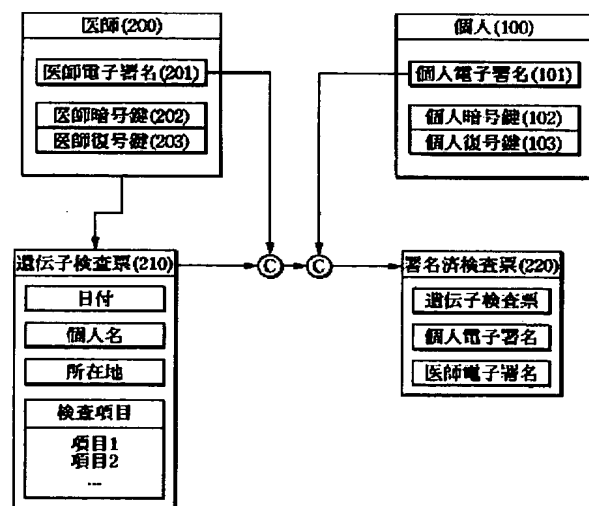 医師(200)
医師電子署名(201)
医師暗号鍵(202)
医師復号鍵(203)
個人(100)
個人電子署名(101)
個人暗号鍵(102)
個人復号鍵(103)
遺伝子検査票(210)
日付
個人名
所在地
検査項目
項目1
項目2
...
C
C
署名済検査票(220)
遺伝子検査票
個人電子署名
医師電子署名